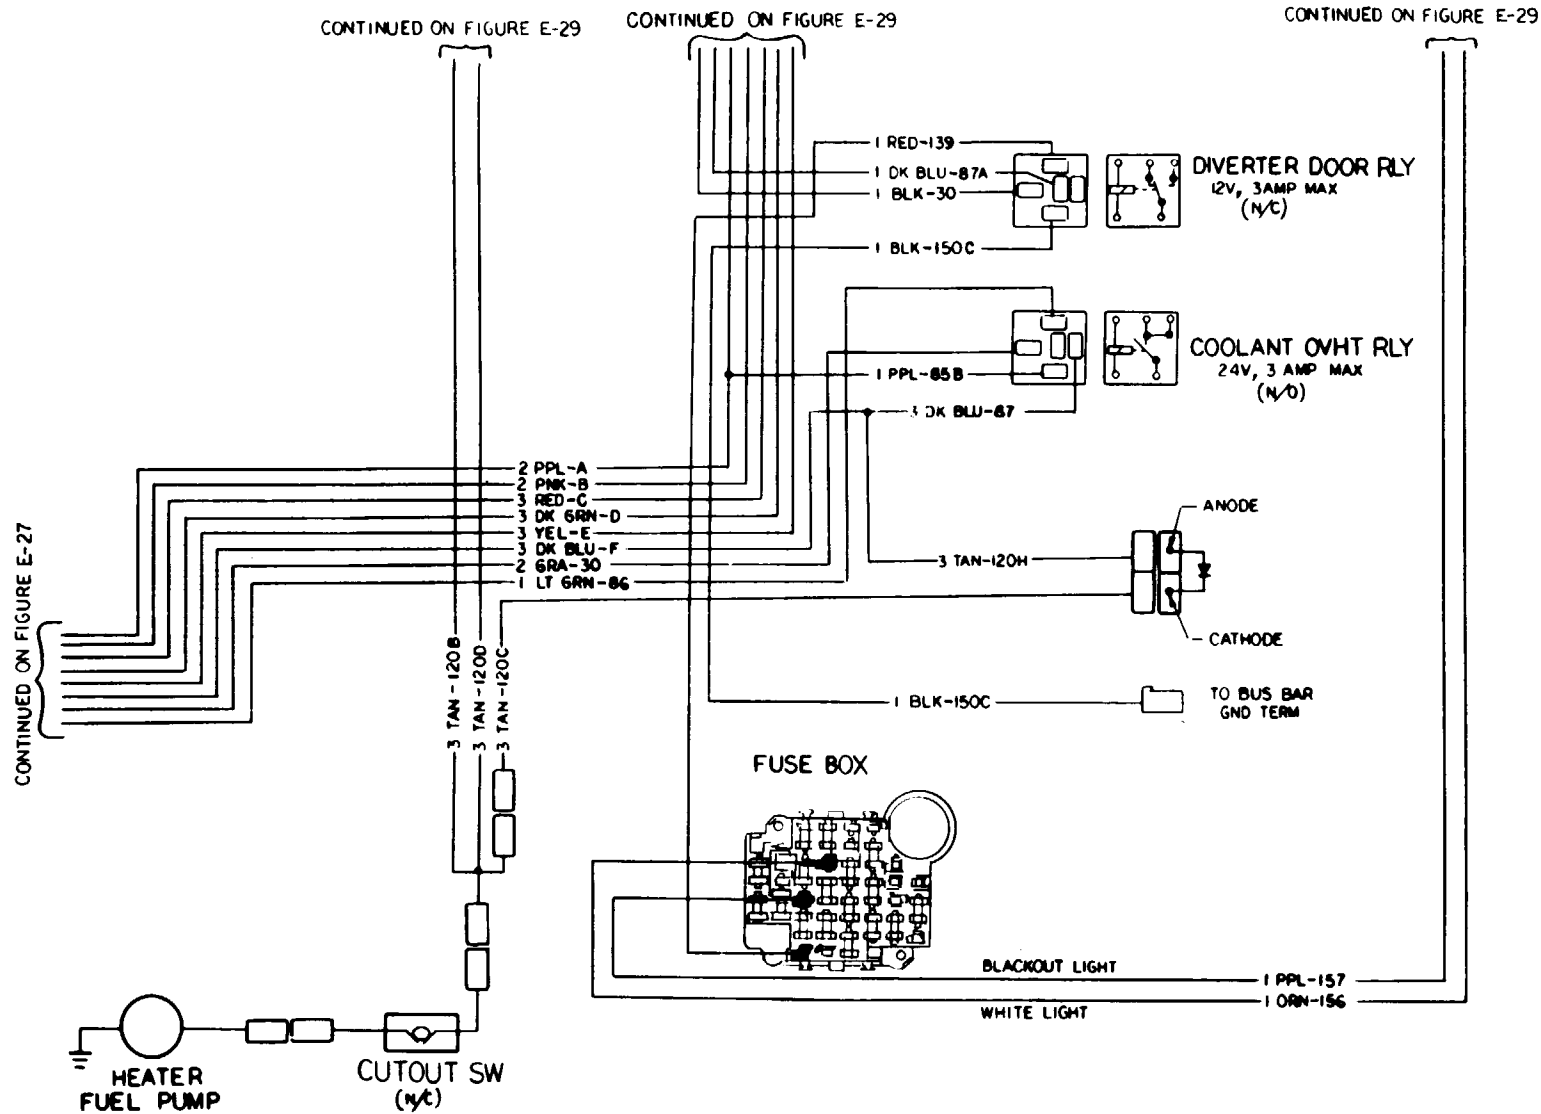 CONTINUED ON FIGURE E-29
CONTINUED ON FIGURE E-29
CONTINUED ON FIGURE E-29
1 RED-139
1 DK BLU-87A
1 BLK-30
DIVERTER DOOR RLY
12V, 3AMP MAX
(N/C)
1 BLK-150C
COOLANT OVHT RLY
24V, 3 AMP MAX
(N/O)
1 PPL-85B
3 DK BLU-87
2 PPL-A
2 PNK-B
3 RED-C
3 DK GRN-D
3 YEL-E
3 DK BLU-F
2 GRA-30
1 LT GRN-86
ANODE
3 TAN-120H
CATHODE
CONTINUED ON FIGURE E-27
3 TAN-120B
3 TAN-120D
3 TAN-120C
1 BLK-150C
TO BUS BAR
GND TERM
FUSE BOX
BLACKOUT LIGHT
1 PPL-157
1 ORN-156
WHITE LIGHT
HEATER
FUEL PUMP
CUTOUT SW
(N/C)